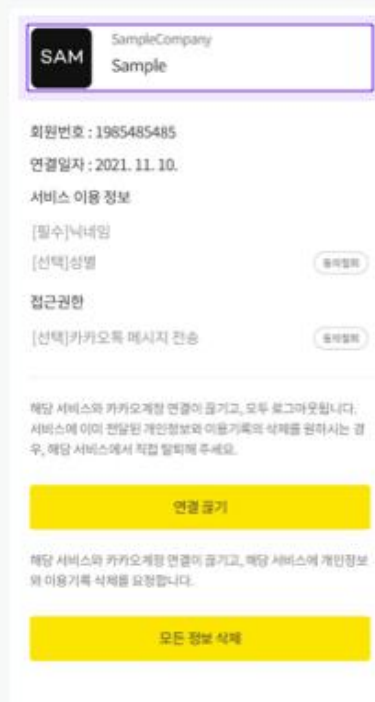 SAM
SampleCompany
Sample
회원번호 : 1985485485
연결일자 : 2021. 11. 10.
서비스 이용 정보
[필수]닉네임
[선택]성별
동의철회
접근권한
[선택]카카오톡 메시지 전송
동의철회
해당 서비스와 카카오계정 연결이 끊기고, 모두 로그아웃됩니다.
서비스에 이미 전달된 개인정보와 이용기록의 삭제를 원하시는 경
우, 해당 서비스에서 직접 탈퇴해 주세요.
연결 끊기
해당 서비스와 카카오계정 연결이 끊기고, 해당 서비스에 개인정보
와 이용기록 삭제를 요청합니다.
모든 정보 삭제